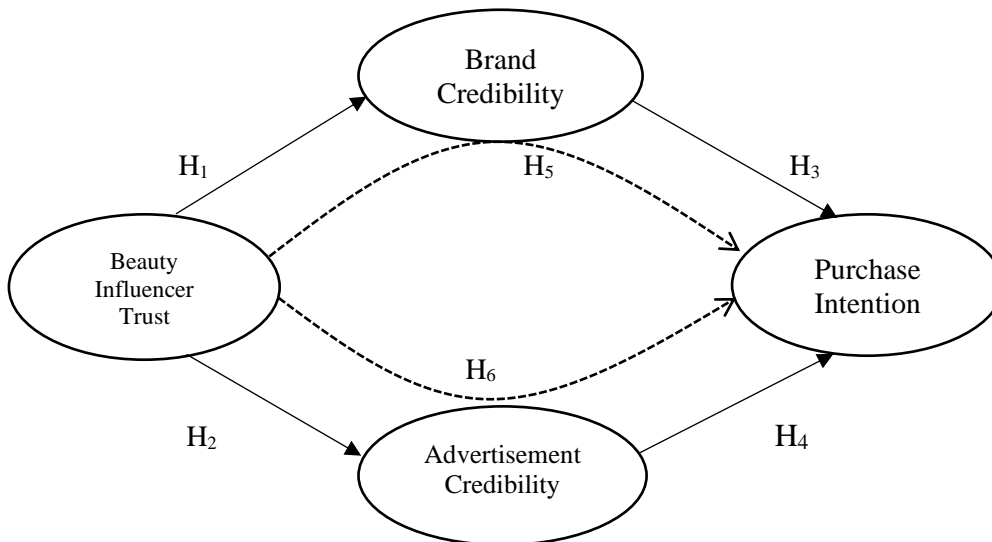 Brand
Credibility
H₁
H₅
H₃
Beauty
Influencer
Trust
Purchase
Intention
H₆
H₂
Advertisement
Credibility
H₄